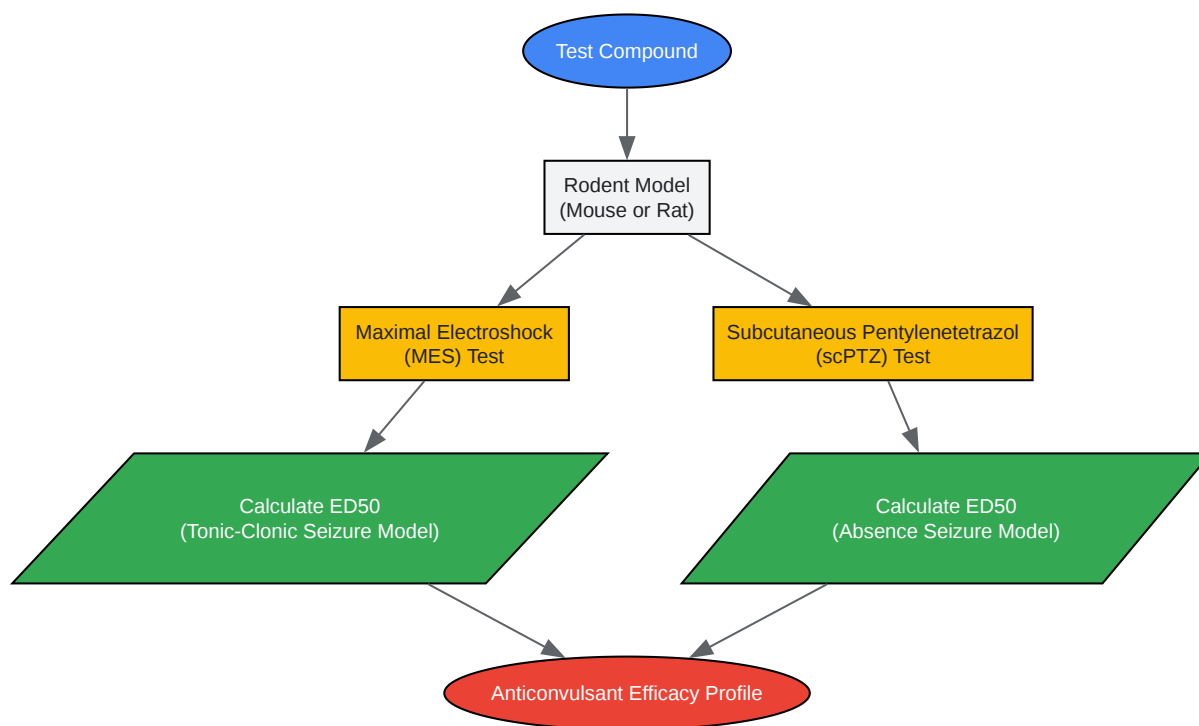 Test Compound
Rodent Model
(Mouse or Rat)
Maximal Electroshock
(MES) Test
Subcutaneous Pentylenetetrazol
(scPTZ) Test
Calculate ED50
(Tonic-Clonic Seizure Model)
Calculate ED50
(Absence Seizure Model)
Anticonvulsant Efficacy Profile